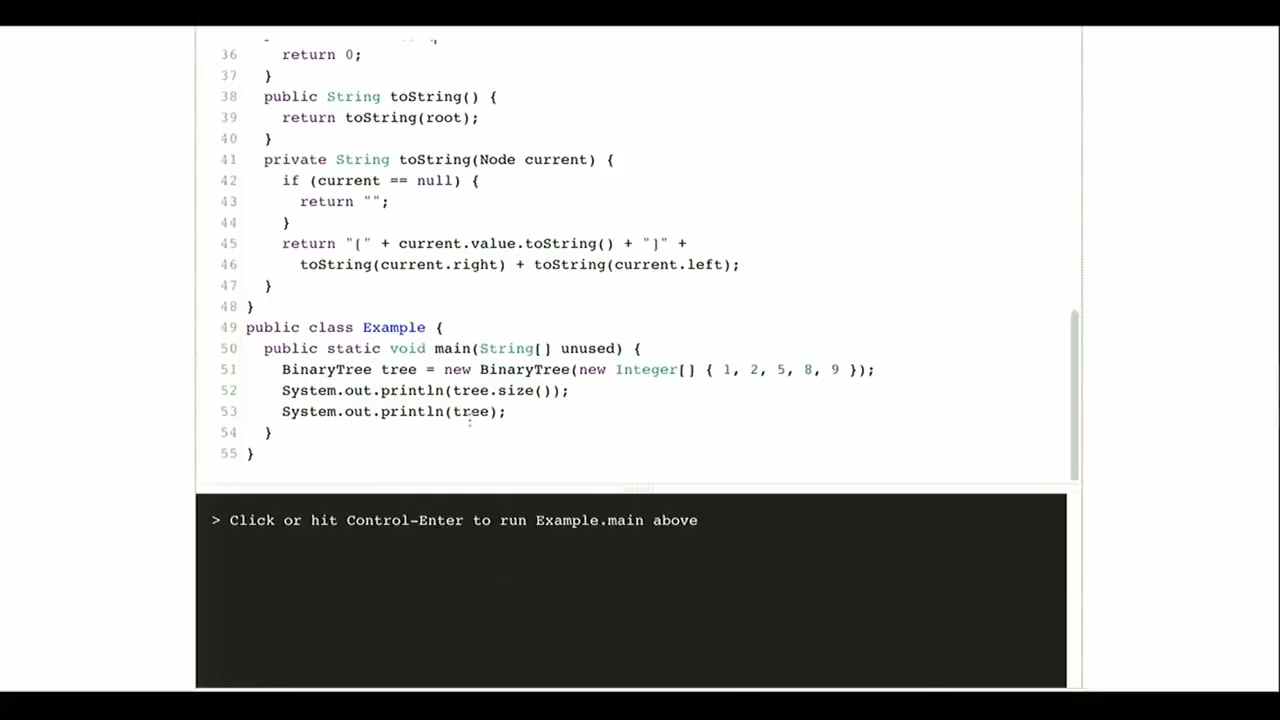 36 return 0;
37 }
38 public String toString() {
39 return toString(root);
40 }
41 private String toString(Node current) {
42 if (current == null) {
43 return "";
44 }
45 return "[" + current.value.toString() + "]" +
46 toString(current.right) + toString(current.left);
47 }
48 }
49 public class Example {
50 public static void main(String[] unused) {
51 BinaryTree tree = new BinaryTree(new Integer[] { 1, 2, 5, 8, 9 });
52 System.out.println(tree.size());
53 System.out.println(tree);
54 }
55 }
> Click or hit Control-Enter to run Example.main above